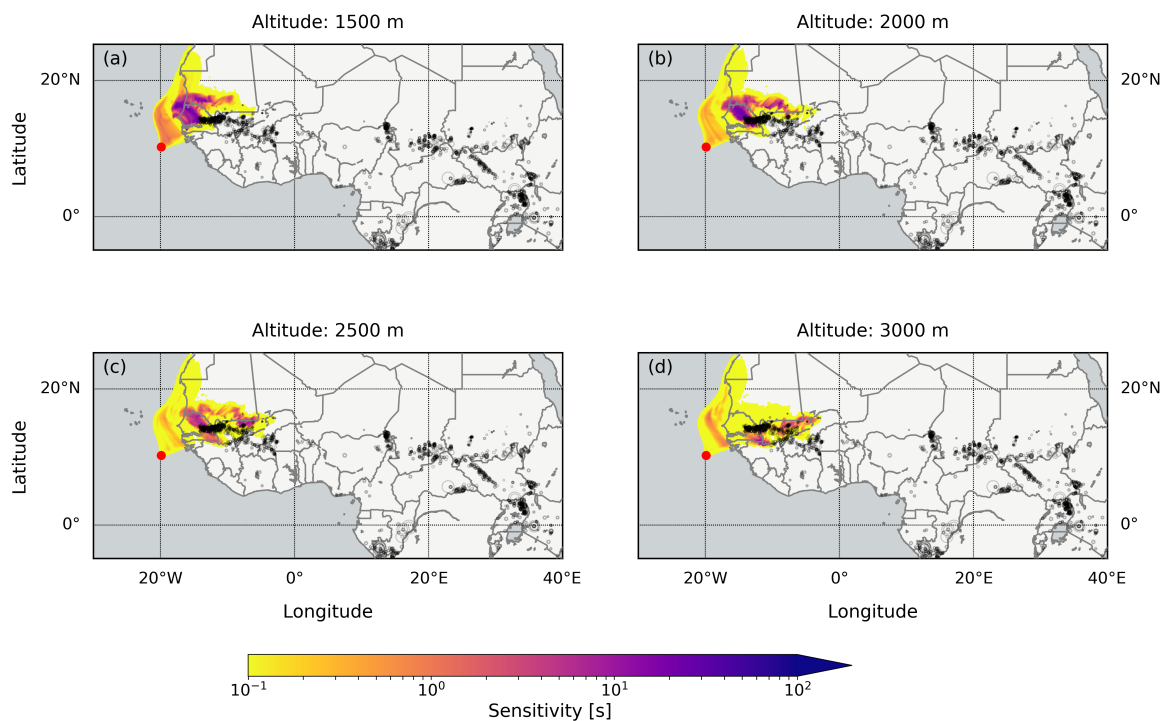 Altitude: 1500 m
Altitude: 2000 m
(a)
(b)
20°N
20°N
Latitude
0°
0°
Altitude: 2500 m
Altitude: 3000 m
(c)
(d)
20°N
20°N
Latitude
0°
0°
20°W 0° 20°E 40°E
20°W 0° 20°E 40°E
Longitude
Longitude
10⁻¹ 10⁰ 10¹ 10²
Sensitivity [s]